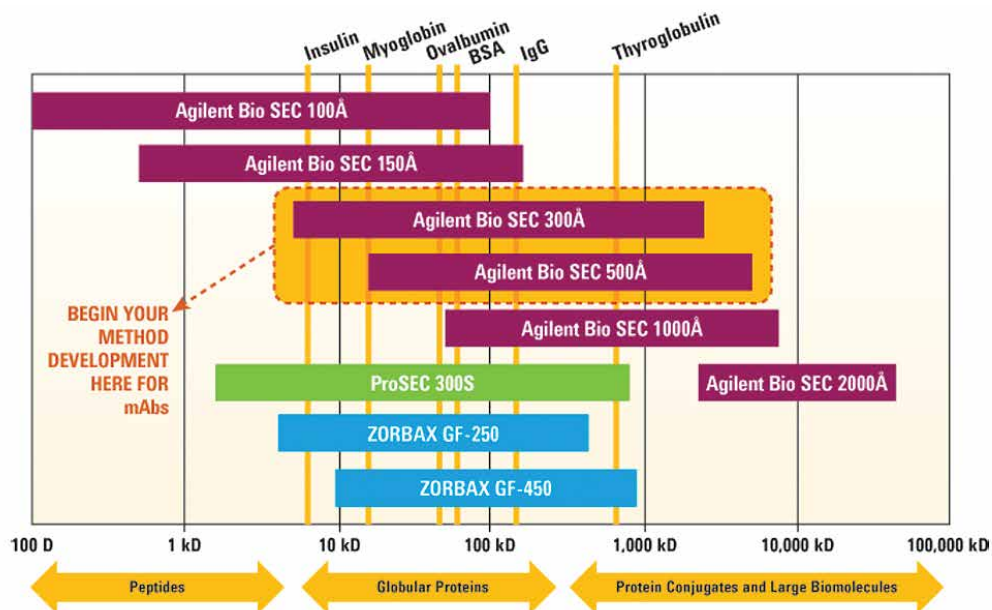 Insulin
Myoglobin
Ovalbumin
BSA
IgG
Thyroglobulin
Agilent Bio SEC 100Å
Agilent Bio SEC 150Å
Agilent Bio SEC 300Å
Agilent Bio SEC 500Å
BEGIN YOUR
METHOD
DEVELOPMENT
HERE FOR
mAbs
Agilent Bio SEC 1000Å
ProSEC 300S
Agilent Bio SEC 2000Å
ZORBAX GF-250
ZORBAX GF-450
100 D
1 kD
10 kD
100 kD
1,000 kD
10,000 kD
100,000 kD
Peptides
Globular Proteins
Protein Conjugates and Large Biomolecules